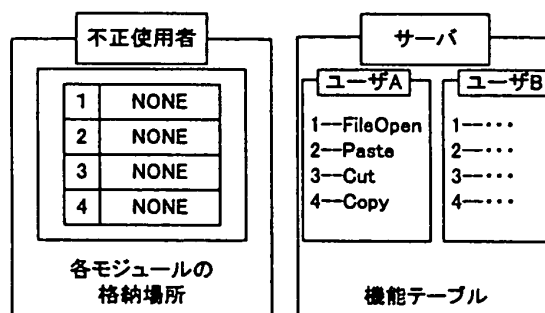 不正使用者
1 NONE
2 NONE
3 NONE
4 NONE
各モジュールの
格納場所
サーバ
ユーザA
1—FileOpen
2—Paste
3—Cut
4—Copy
ユーザB
1—・・・
2—・・・
3—・・・
4—・・・
機能テーブル